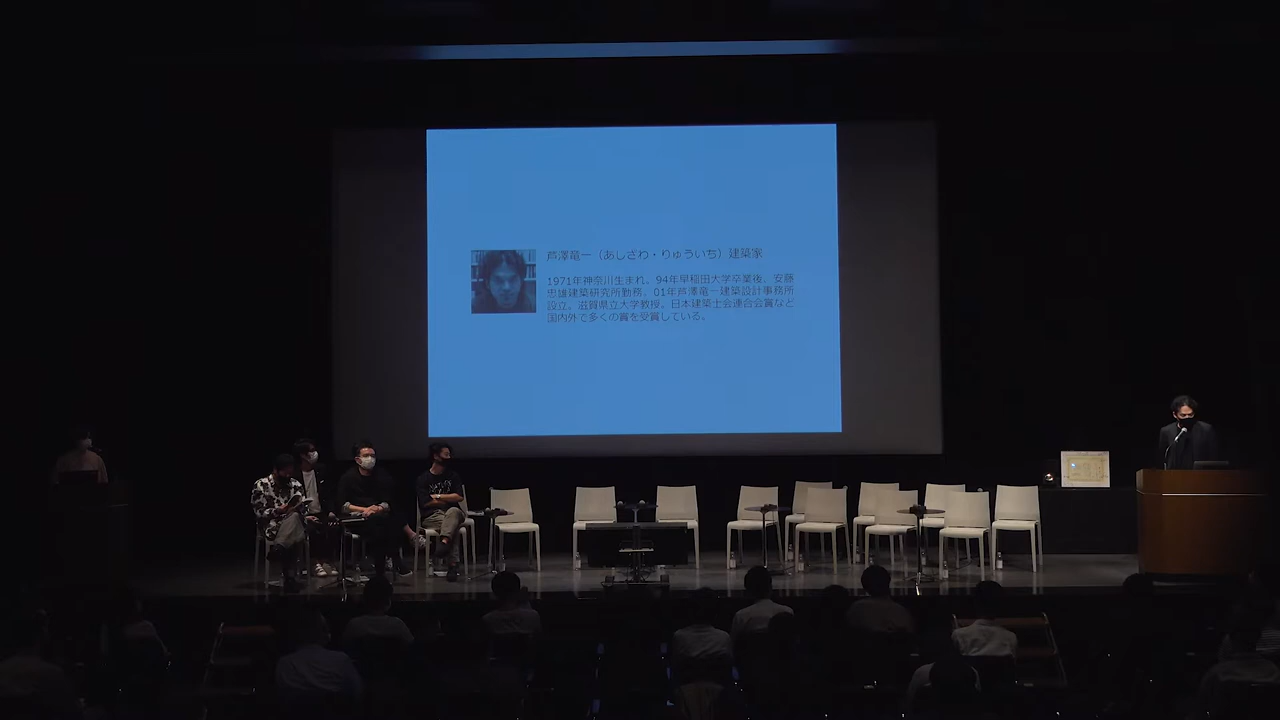 芦澤竜一（あしざわ・りゅういち）建築家
1971年神奈川生まれ。94年早稲田大学卒業後、安藤
忠雄建築研究所勤務。01年芦澤竜一建築設計事務所
設立。滋賀県立大学教授。日本建築士会連合会賞など
国内外で多くの賞を受賞している。